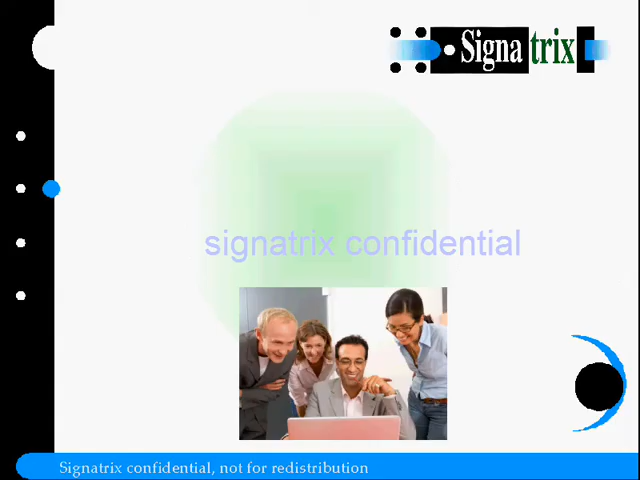 Signatrix
signatrix confidential
Signatrix confidential, not for redistribution